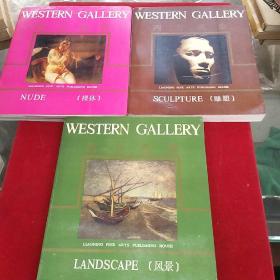 WESTERN GALLERY
LIAONING FINE ARTS PUBLISHING HOUSE
NUDE （裸体）
WESTERN GALLERY
LIAONING FINE ARTS PUBLISHING HOUSE
SCULPTURE （雕塑）
WESTERN GALLERY
LIAONING FINE ARTS PUBLISHING HOUSE
LANDSCAPE （风景）